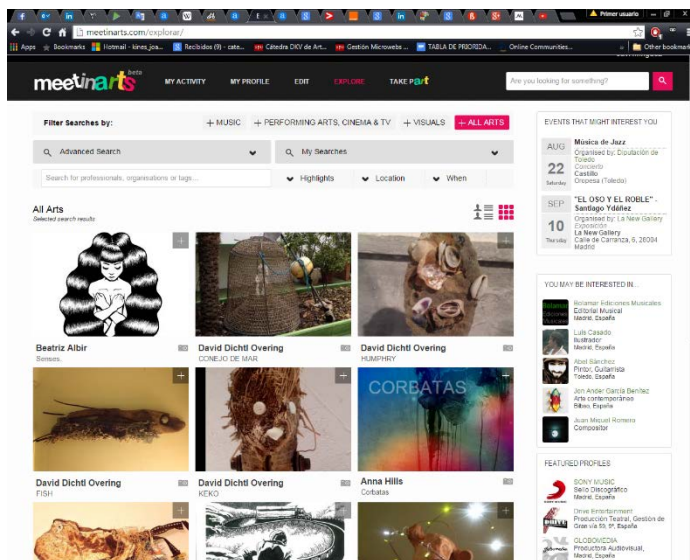 Primer usuario
meetinarts.com/explorar/
Apps Bookmarks Hotmail - kines_joa... Recibidos (9) - cate... Cátedra DKV de Art... Gestión Microwebs ... TABLA DE PRIORIDA... Online Communities... » Other bookmarks
meetinarts beta
MY ACTIVITY MY PROFILE EDIT EXPLORE TAKE PART
Are you looking for something?
Filter Searches by: + MUSIC + PERFORMING ARTS, CINEMA & TV + VISUALS + ALL ARTS
Advanced Search My Searches
Search for professionals, organisations or tags... Highlights Location When
All Arts
Selected search results
Beatriz Albir
Senses.
David Dichtl Overing
CONEJO DE MAR
David Dichtl Overing
HUMPHRY
CORBATAS
David Dichtl Overing
FISH
David Dichtl Overing
KEKO
Anna Hills
Corbatas
EVENTS THAT MIGHT INTEREST YOU
AUG
22
Saturday
Música de Jazz
Organised by: Diputación de
Toledo
Concierto
Castillo
Oropesa (Toledo)
SEP
10
Thursday
"EL OSO Y EL ROBLE" -
Santiago Ydáñez
Organised by: La New Gallery
Exposición
La New Gallery
Calle de Carranza, 6, 28004
Madrid
YOU MAY BE INTERESTED IN...
Bolamar Ediciones Musicales
Editorial Musical
Madrid, España
Luis Casado
Ilustrador
Madrid, España
Abel Sánchez
Pintor, Guitarrista
Toledo, España
Jon Ander García Benítez
Arte contemporáneo
Bilbao, España
Juan Miguel Romero
Compositor
FEATURED PROFILES
SONY MUSIC
Sello Discográfico
Madrid, España
Drive Entertainment
Producción Teatral, Gestión de
Gran vía 59, 5º, España
GLOBOMEDIA
Productora Audiovisual,
Madrid, España